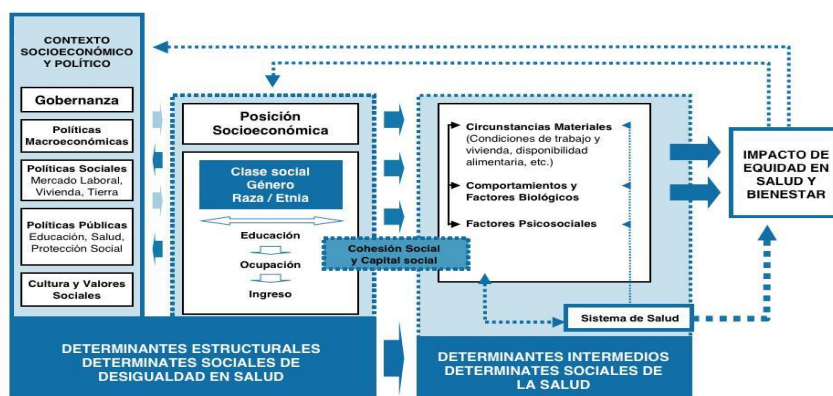 CONTEXTO
SOCIOECONÓMICO
Y POLÍTICO
Gobernanza
Políticas
Macroeconómicas
Políticas Sociales
Mercado Laboral,
Vivienda, Tierra
Políticas Públicas
Educación, Salud,
Protección Social
Cultura y Valores
Sociales
Posición
Socioeconómica
Clase social
Género
Raza / Etnia
Educación
Ocupación
Ingreso
Cohesión Social
y Capital social
Circunstancias Materiales
(Condiciones de trabajo y
vivienda, disponibilidad
alimentaria, etc.)
Comportamientos y
Factores Biológicos
Factores Psicosociales
Sistema de Salud
IMPACTO DE
EQUIDAD EN
SALUD Y
BIENESTAR
DETERMINANTES ESTRUCTURALES
DETERMINATES SOCIALES DE
DESIGUALDAD EN SALUD
DETERMINANTES INTERMEDIOS
DETERMINATES SOCIALES DE
LA SALUD